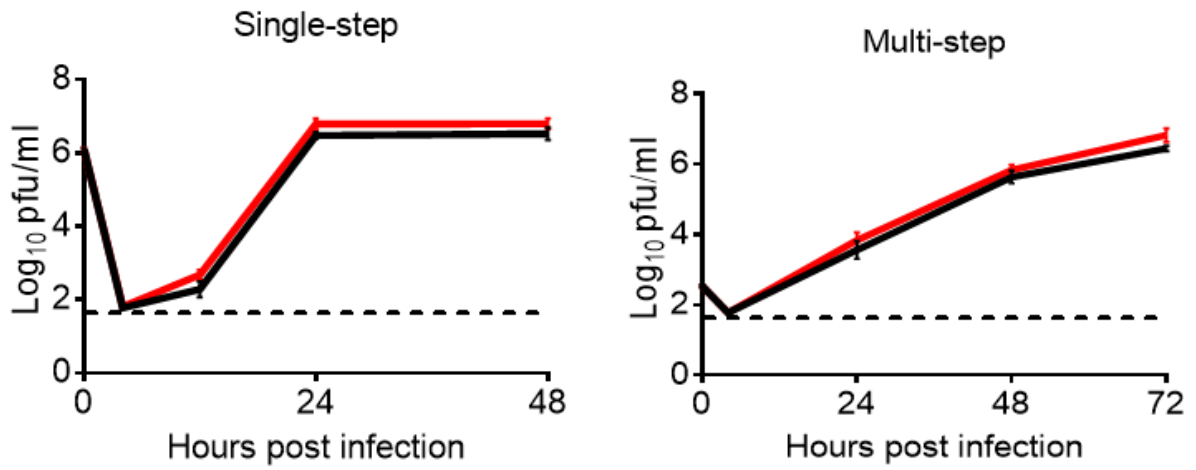 Single-step
Log10 pfu/ml
8
6
4
2
0
0 24 48
Hours post infection
Multi-step
Log10 pfu/ml
8
6
4
2
0
0 24 48 72
Hours post infection